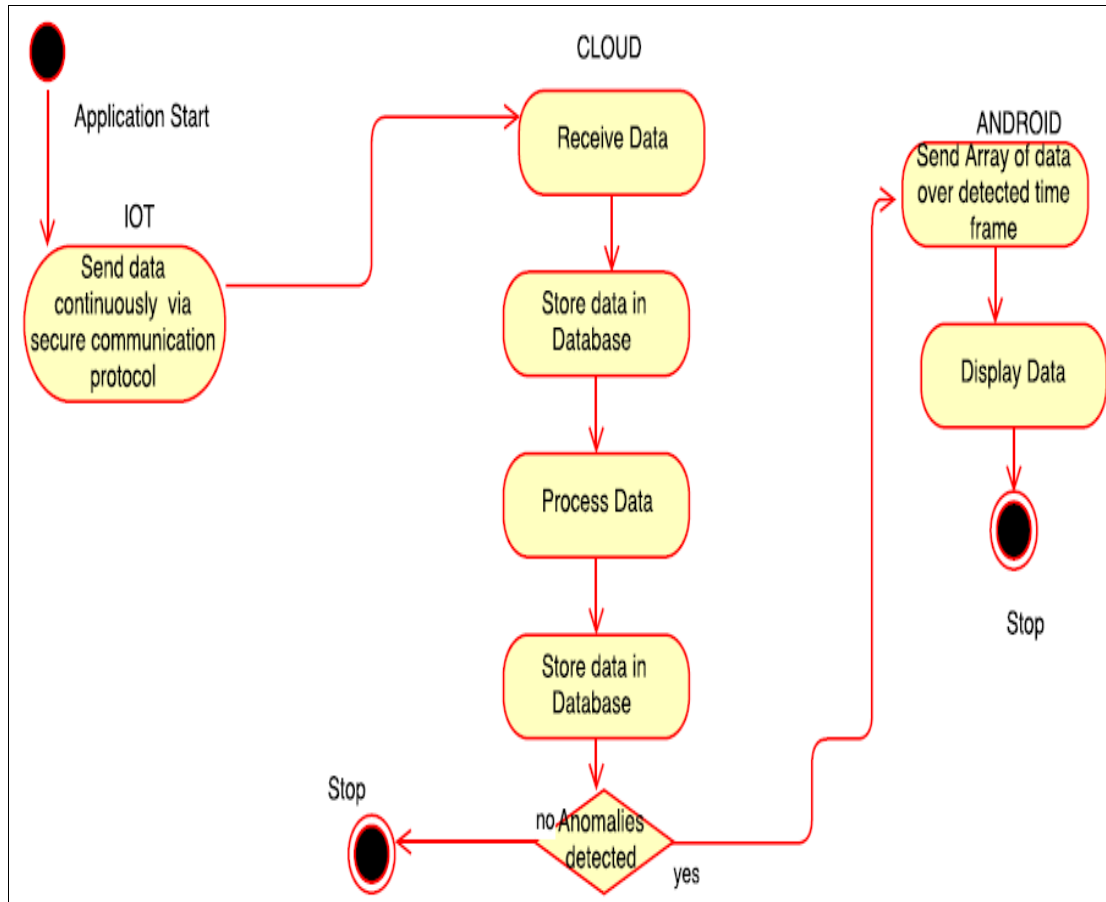 Application Start
IOT
Send data
continuously via
secure communication
protocol
CLOUD
Receive Data
Store data in
Database
Process Data
Store data in
Database
Anomalies
detected
no
Stop
yes
ANDROID
Send Array of data
over detected time
frame
Display Data
Stop